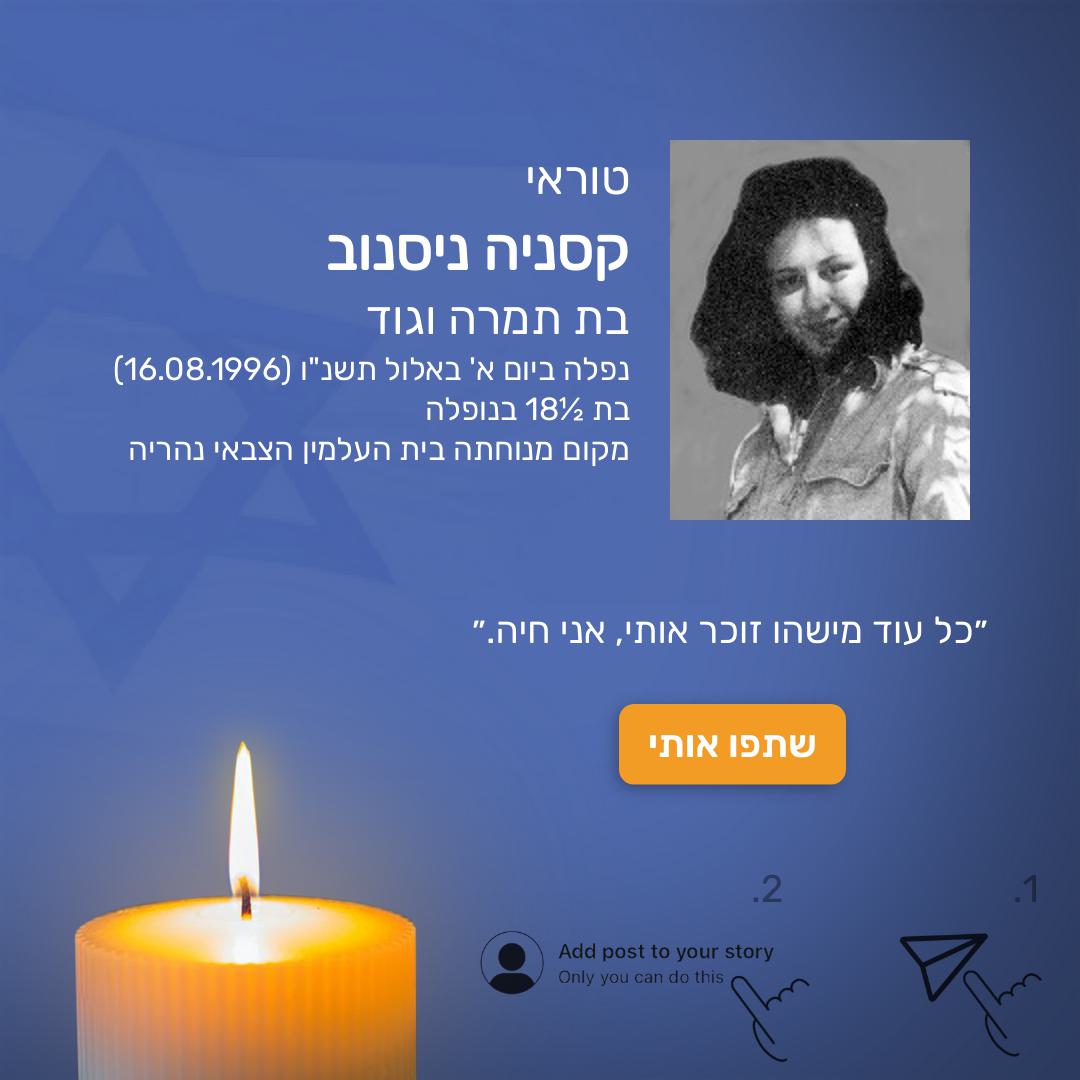 טוראי
קסניה ניסנוב
בת תמרה וגוד
נפלה ביום א' באלול תשנ"ו (16.08.1996)
בת 18½ בנופלה
מקום מנוחתה בית העלמין הצבאי נהריה
״כל עוד מישהו זוכר אותי, אני חיה.״
שתפו אותי
1.
2.
Add post to your story
Only you can do this